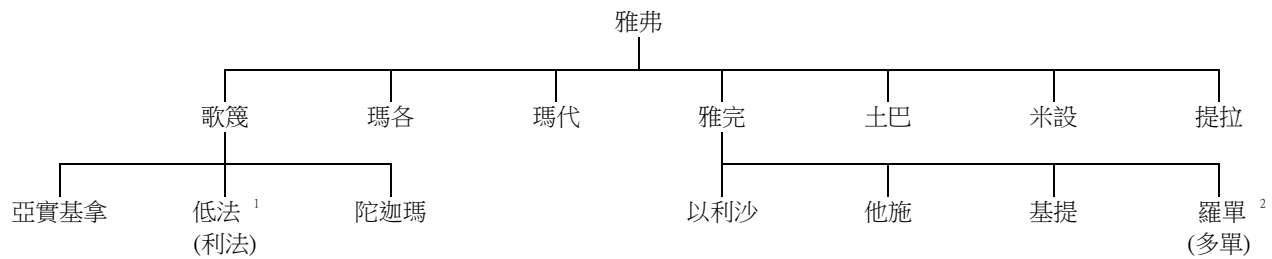 雅弗
歌篾 瑪各 瑪代 雅完 土巴 米設 提拉
亞實基拿 低法 1 陀迦瑪 以利沙 他施 基提 羅單 2
(利法) (多單)